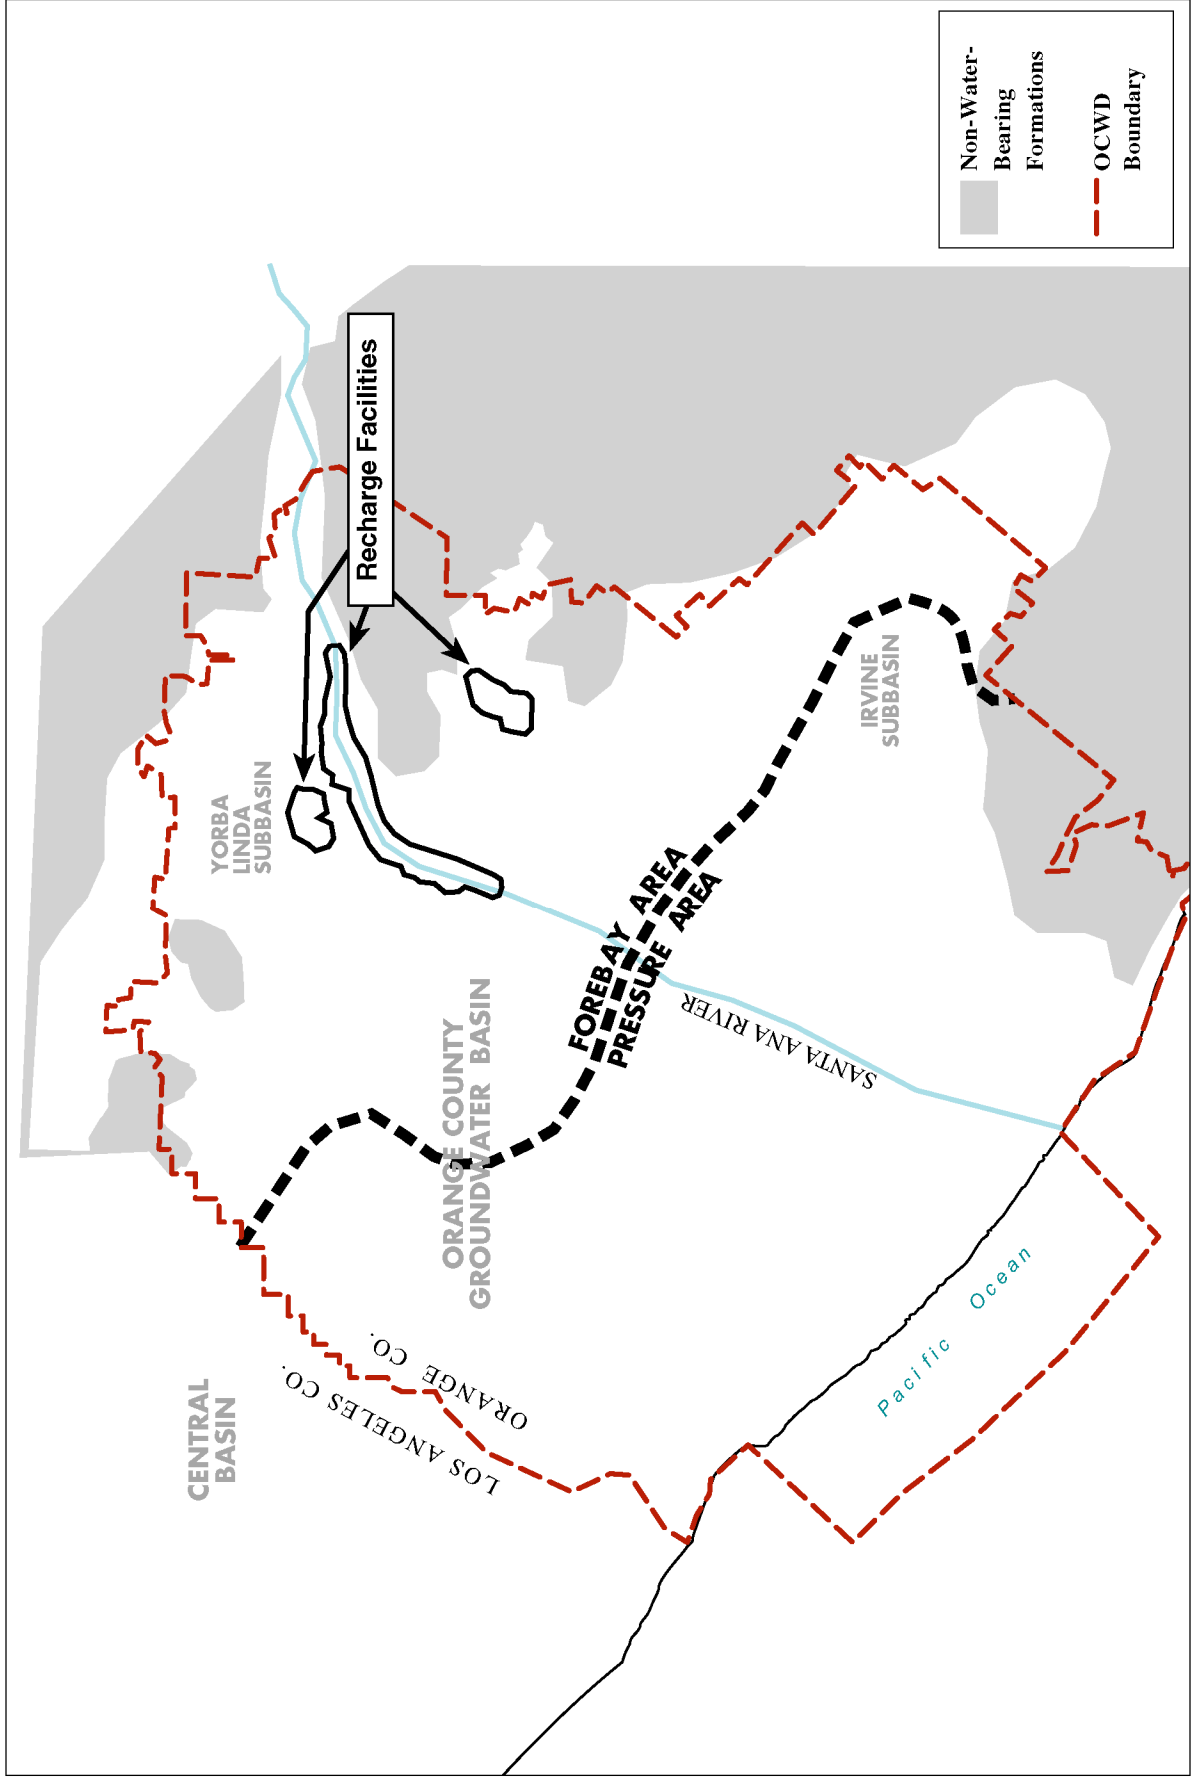 CENTRAL
BASIN
LOS ANGELES CO.
ORANGE CO.
ORANGE COUNTY
GROUNDWATER BASIN
YORBA
LINDA
SUBBASIN
Recharge Facilities
FOREBAY AREA
PRESSURE AREA
SANTA ANA RIVER
IRVINE
SUBBASIN
Pacific Ocean
Non-Water-
Bearing
Formations
OCWD
Boundary